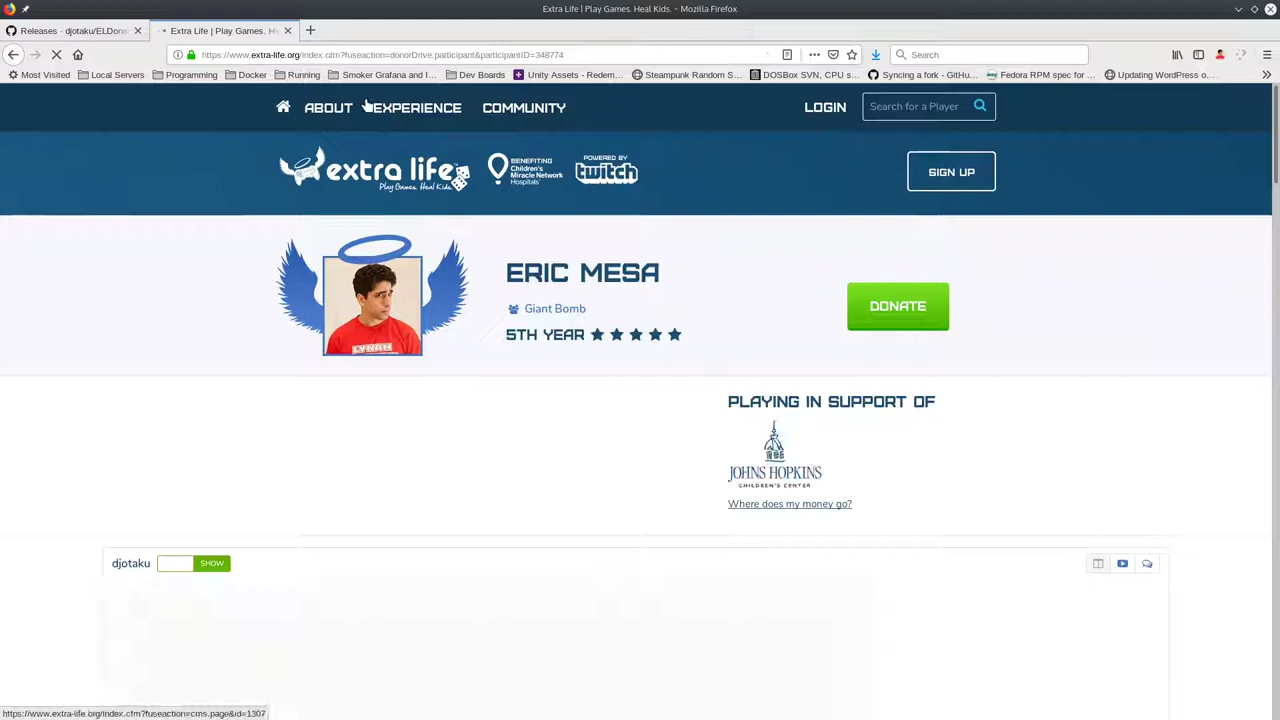 Extra Life | Play Games. Heal Kids. - Mozilla Firefox
Releases · djotaku/ELDona
Extra Life | Play Games. He
https://www.extra-life.org/index.cfm?fuseaction=donorDrive.participant&participantID=348774
Search
Most Visited
Local Servers
Programming
Docker
Running
Smoker Grafana and I...
Dev Boards
Unity Assets - Redem...
Steampunk Random S...
DOSBox SVN, CPU s...
Syncing a fork - GitHu...
Fedora RPM spec for ...
Updating WordPress o...
ABOUT EXPERIENCE COMMUNITY
LOGIN
Search for a Player
extra life
Play Games. Heal Kids.
BENEFITING
Children's
Miracle Network
Hospitals
POWERED BY
twitch
SIGN UP
ERIC MESA
Giant Bomb
5TH YEAR
DONATE
LYNAH
PLAYING IN SUPPORT OF
JOHNS HOPKINS
CHILDREN'S CENTER
Where does my money go?
djotaku
SHOW
https://www.extra-life.org/index.cfm?fuseaction=cms.page&id=1307